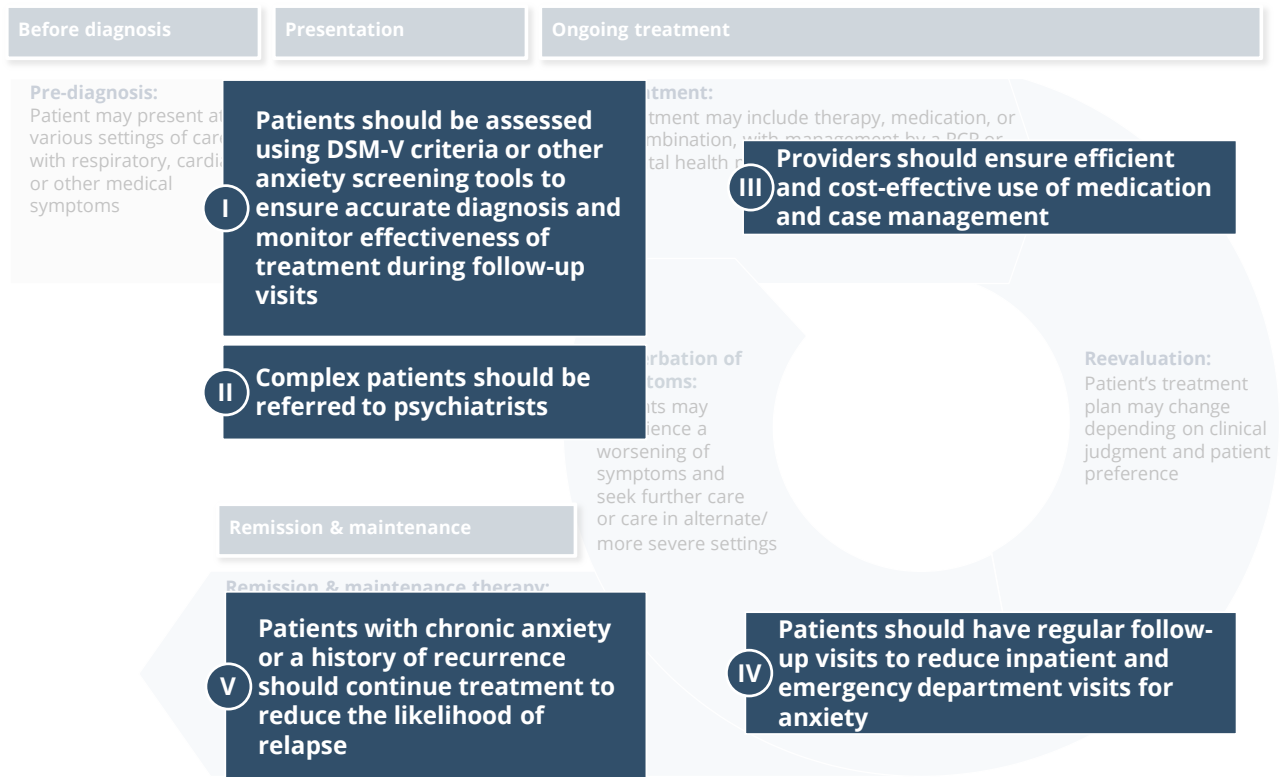 Before diagnosis
Presentation
Ongoing treatment
Pre-diagnosis:
Patient may present at
various settings of care
with respiratory,
or other medical
symptoms
I
Patients should be assessed
using DSM-V criteria or other
anxiety screening tools to
ensure accurate diagnosis and
monitor effectiveness of
treatment during follow-up
visits
II
Complex patients should be
referred to psychiatrists
may include therapy, medication, or
with management by a PCP or
health
III
Providers should ensure efficient
and cost-effective use of medication
and case management
of
may
a
worsening of
symptoms and
seek further care
or care in alternate/
more severe settings
Reevaluation:
Patient’s treatment
plan may change
depending on clinical
judgment and patient
preference
Remission & maintenance
Remission & maintenance therapy:
V
Patients with chronic anxiety
or a history of recurrence
should continue treatment to
reduce the likelihood of
relapse
IV
Patients should have regular follow-
up visits to reduce inpatient and
emergency department visits for
anxiety